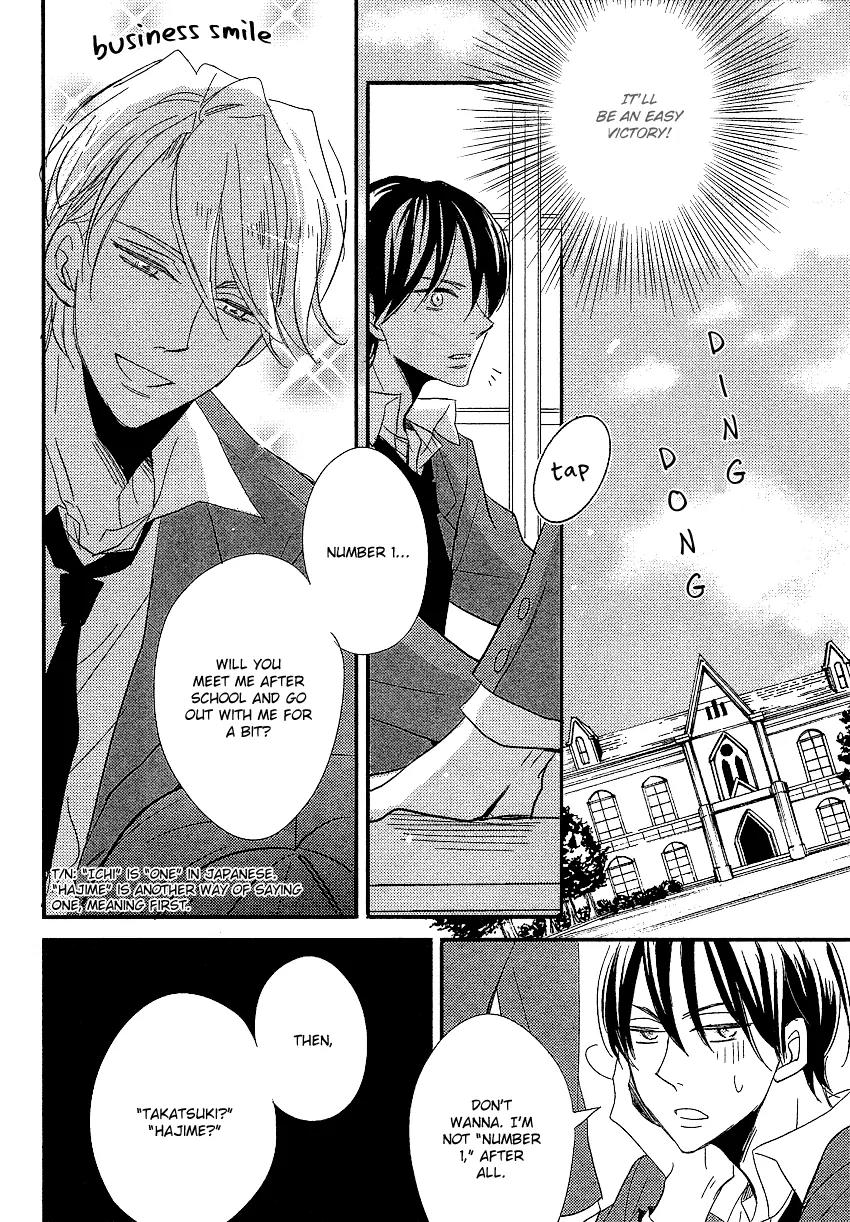 IT'LL
BE AN EASY
VICTORY!
DING
DONG
tap
NUMBER 1...
business smile
WILL YOU
MEET ME AFTER
SCHOOL AND GO
OUT WITH ME FOR
A BIT?
T/N: "ICHI" IS "ONE" IN JAPANESE.
"HAJIME" IS ANOTHER WAY OF SAYING
ONE, MEANING FIRST.
DON'T
WANNA. I'M
NOT "NUMBER
1," AFTER
ALL.
THEN,
"TAKATSUKI?"
"HAJIME?"